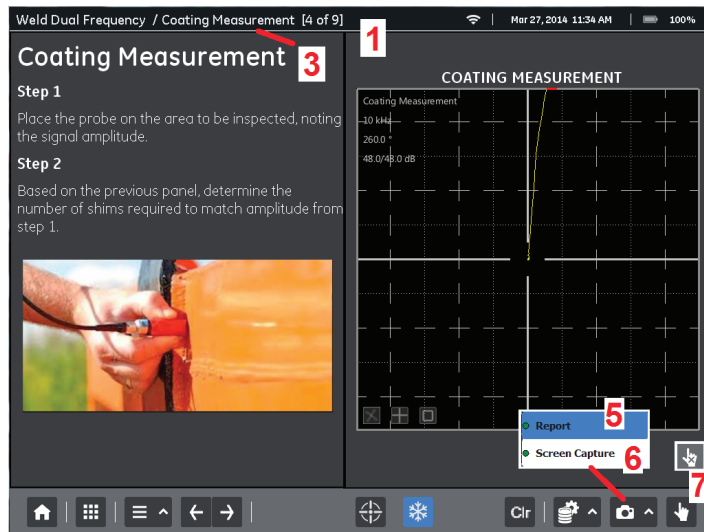 Weld Dual Frequency / Coating Measurement [4 of 9]
Mar 27, 2014 11:34 AM
100%
1
3
Coating Measurement
Step 1
Place the probe on the area to be inspected, noting
the signal amplitude.
Step 2
Based on the previous panel, determine the
number of shims required to match amplitude from
step 1.
COATING MEASUREMENT
Coating Measurement
10 kHz
260.0 °
48.0/48.0 dB
Report
5
Screen Capture
6
7
Clr